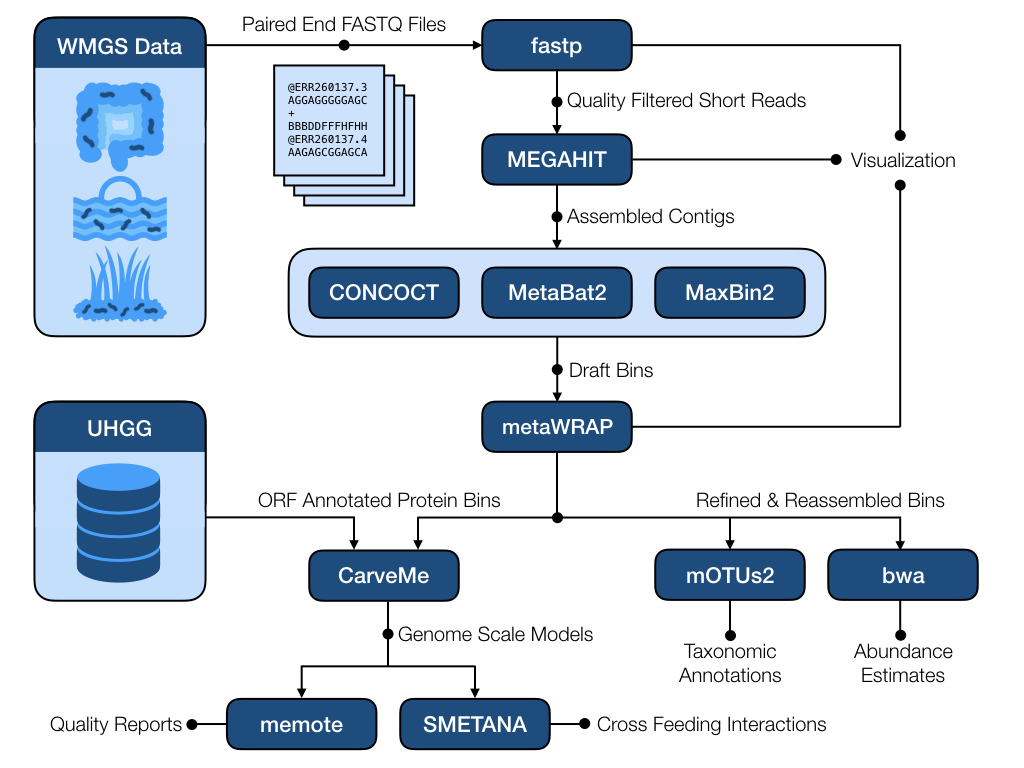 WMGS Data
Paired End FASTQ Files
@ERR260137.3
AGGAGGGGGAGC
+
BBBDDFFFHFHH
@ERR260137.4
AAGAGCGGAGCA
fastp
Quality Filtered Short Reads
MEGAHIT
Visualization
Assembled Contigs
CONCOCT
MetaBat2
MaxBin2
Draft Bins
metaWRAP
UHGG
ORF Annotated Protein Bins
Refined & Reassembled Bins
CarveMe
mOTUs2
bwa
Genome Scale Models
Taxonomic
Annotations
Abundance
Estimates
Quality Reports
memote
SMETANA
Cross Feeding Interactions